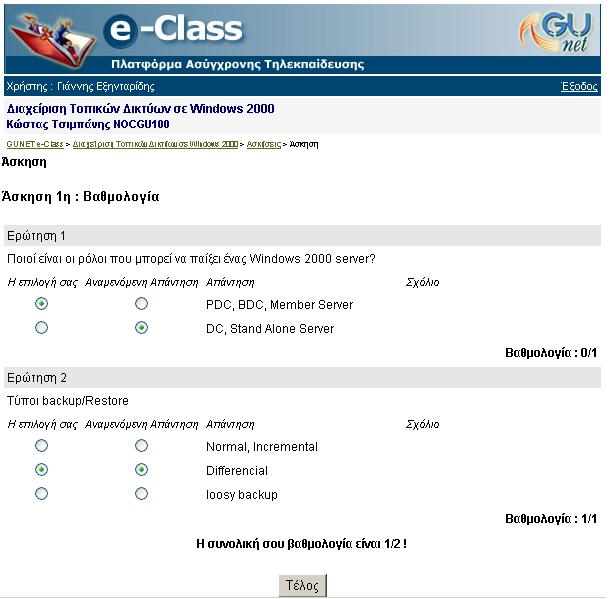 e-Class
GU
net
Πλατφόρμα Ασύγχρονης Τηλεκπαίδευσης
Χρήστης : Γιάννης Εξηνταρίδης Έξοδος
Διαχείριση Τοπικών Δικτύων σε Windows 2000
Κώστας Τσιμπάνης NOCGU100
GUNET e-Class > Διαχείριση Τοπικών Δικτύων σε Windows 2000 > Ασκήσεις > Άσκηση
Άσκηση
Άσκηση 1η : Βαθμολογία
Ερώτηση 1
Ποιοί είναι οι ρόλοι που μπορεί να παίξει ένας Windows 2000 server?
Η επιλογή σας Αναμενόμενη Απάντηση Απάντηση Σχόλιο
PDC, BDC, Member Server
DC, Stand Alone Server
Βαθμολογία : 0/1
Ερώτηση 2
Τύποι backup/Restore
Η επιλογή σας Αναμενόμενη Απάντηση Απάντηση Σχόλιο
Normal, Incremental
Differencial
loosy backup
Βαθμολογία : 1/1
Η συνολική σου βαθμολογία είναι 1/2 !
Τέλος